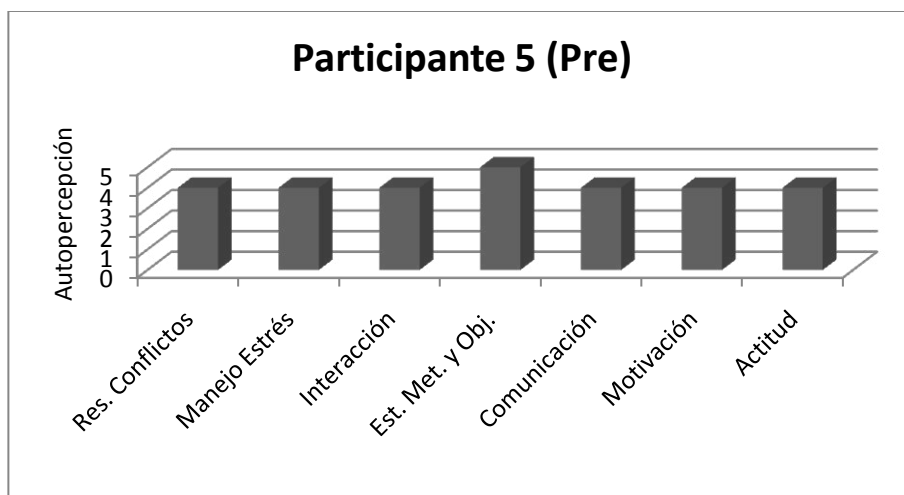 Participante 5 (Pre)
Autopercepción
5
4
3
2
1
0
Res. Conflictos
Manejo Estrés
Interacción
Est. Met. y Obj.
Comunicación
Motivación
Actitud